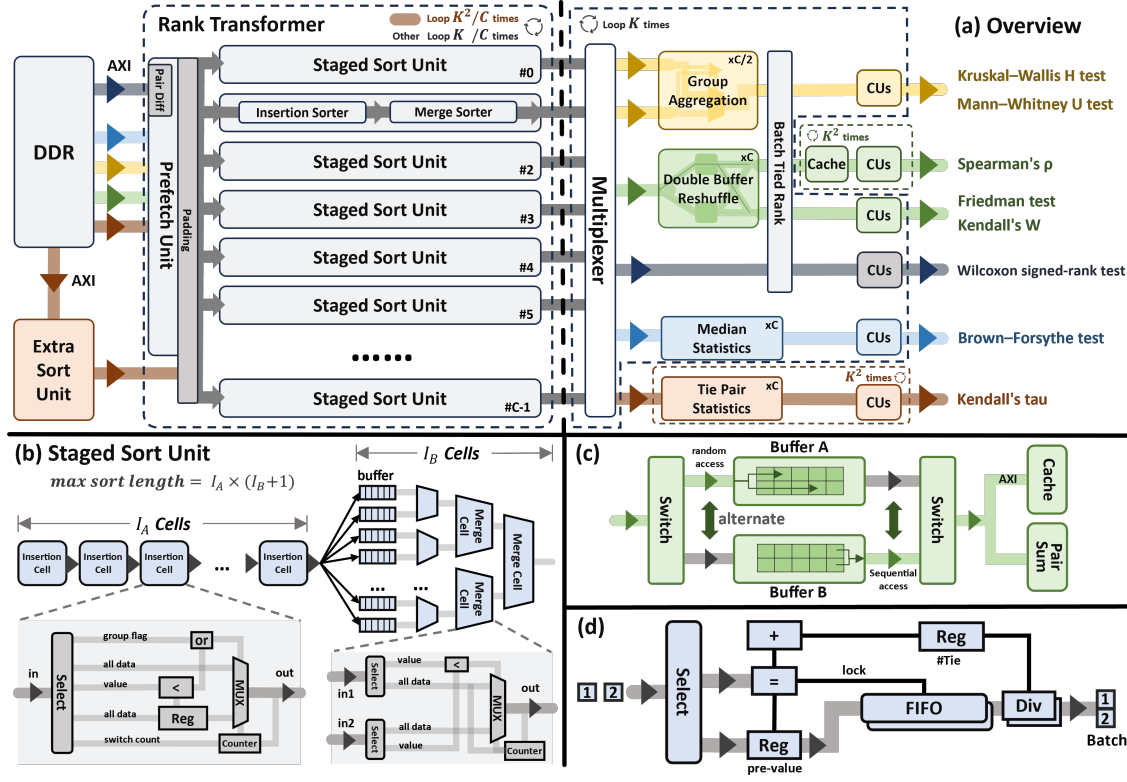 Rank Transformer
Loop K²/C times
Other Loop K /C times
Loop K times
(a) Overview
AXI
DDR
AXI
Extra
Sort
Unit
Pair Diff
Prefetch Unit
Padding
Staged Sort Unit
#0
Insertion Sorter
Merge Sorter
Staged Sort Unit
#2
Staged Sort Unit
#3
Staged Sort Unit
#4
Staged Sort Unit
#5
......
Staged Sort Unit
#C-1
Multiplexer
xC/2
Group
Aggregation
xC
Double Buffer
Reshuffle
Batch Tied Rank
CUs
Kruskal–Wallis H test
Mann–Whitney U test
K² times
Cache
CUs
Spearman's ρ
CUs
Friedman test
Kendall's W
CUs
Wilcoxon signed-rank test
Median
Statistics
xC
CUs
Brown–Forsythe test
K² times
Tie Pair
Statistics
xC
CUs
Kendall's tau
(b) Staged Sort Unit
max sort length = I_A × (I_B+1)
I_A Cells
I_B Cells
buffer
Insertion
Cell
Insertion
Cell
Insertion
Cell
...
Insertion
Cell
... ...
Merge
Cell
Merge
Cell
Merge Cell
in
Select
group flag
or
all data
value
<
all data
Reg
switch count
MUX
Counter
out
in1
Select
value
<
all data
in2
Select
all data
value
MUX
Counter
out
(c)
Switch
random
access
Buffer A
alternate
Buffer B
Sequential
access
Switch
AXI
Cache
Pair
Sum
(d)
1 2
Select
+
=
Reg
pre-value
lock
Reg
#Tie
FIFO
Div
1
2
Batch